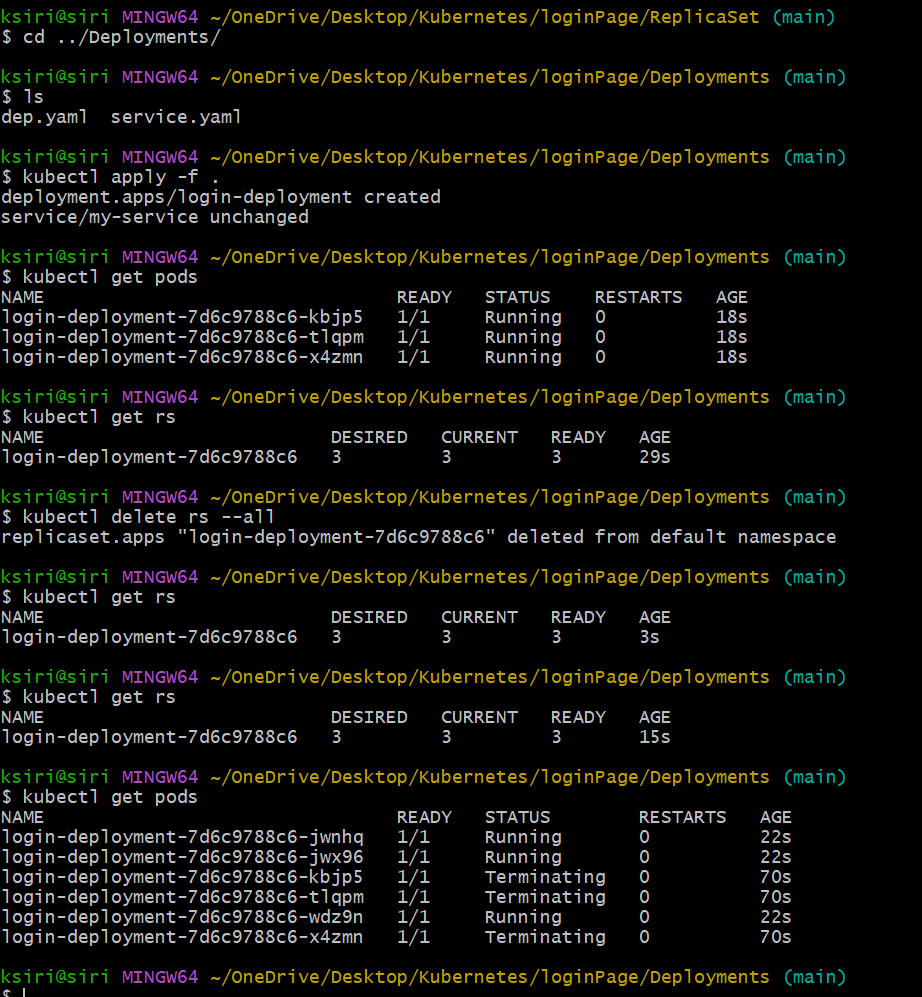 ksiri@siri MINGW64 ~/OneDrive/Desktop/Kubernetes/loginPage/ReplicaSet (main)
$ cd ../Deployments/
ksiri@siri MINGW64 ~/OneDrive/Desktop/Kubernetes/loginPage/Deployments (main)
$ ls
dep.yaml  service.yaml
ksiri@siri MINGW64 ~/OneDrive/Desktop/Kubernetes/loginPage/Deployments (main)
$ kubectl apply -f .
deployment.apps/login-deployment created
service/my-service unchanged
ksiri@siri MINGW64 ~/OneDrive/Desktop/Kubernetes/loginPage/Deployments (main)
$ kubectl get pods
NAME                                READY   STATUS    RESTARTS   AGE
login-deployment-7d6c9788c6-kbjp5   1/1     Running   0          18s
login-deployment-7d6c9788c6-tlqpm   1/1     Running   0          18s
login-deployment-7d6c9788c6-x4zmn   1/1     Running   0          18s
ksiri@siri MINGW64 ~/OneDrive/Desktop/Kubernetes/loginPage/Deployments (main)
$ kubectl get rs
NAME                          DESIRED   CURRENT   READY   AGE
login-deployment-7d6c9788c6   3         3         3       29s
ksiri@siri MINGW64 ~/OneDrive/Desktop/Kubernetes/loginPage/Deployments (main)
$ kubectl delete rs --all
replicaset.apps "login-deployment-7d6c9788c6" deleted from default namespace
ksiri@siri MINGW64 ~/OneDrive/Desktop/Kubernetes/loginPage/Deployments (main)
$ kubectl get rs
NAME                          DESIRED   CURRENT   READY   AGE
login-deployment-7d6c9788c6   3         3         3       3s
ksiri@siri MINGW64 ~/OneDrive/Desktop/Kubernetes/loginPage/Deployments (main)
$ kubectl get rs
NAME                          DESIRED   CURRENT   READY   AGE
login-deployment-7d6c9788c6   3         3         3       15s
ksiri@siri MINGW64 ~/OneDrive/Desktop/Kubernetes/loginPage/Deployments (main)
$ kubectl get pods
NAME                                READY   STATUS        RESTARTS   AGE
login-deployment-7d6c9788c6-jwnhq   1/1     Running       0          22s
login-deployment-7d6c9788c6-jwx96   1/1     Running       0          22s
login-deployment-7d6c9788c6-kbjp5   1/1     Terminating   0          70s
login-deployment-7d6c9788c6-tlqpm   1/1     Terminating   0          70s
login-deployment-7d6c9788c6-wdz9n   1/1     Running       0          22s
login-deployment-7d6c9788c6-x4zmn   1/1     Terminating   0          70s
ksiri@siri MINGW64 ~/OneDrive/Desktop/Kubernetes/loginPage/Deployments (main)
$